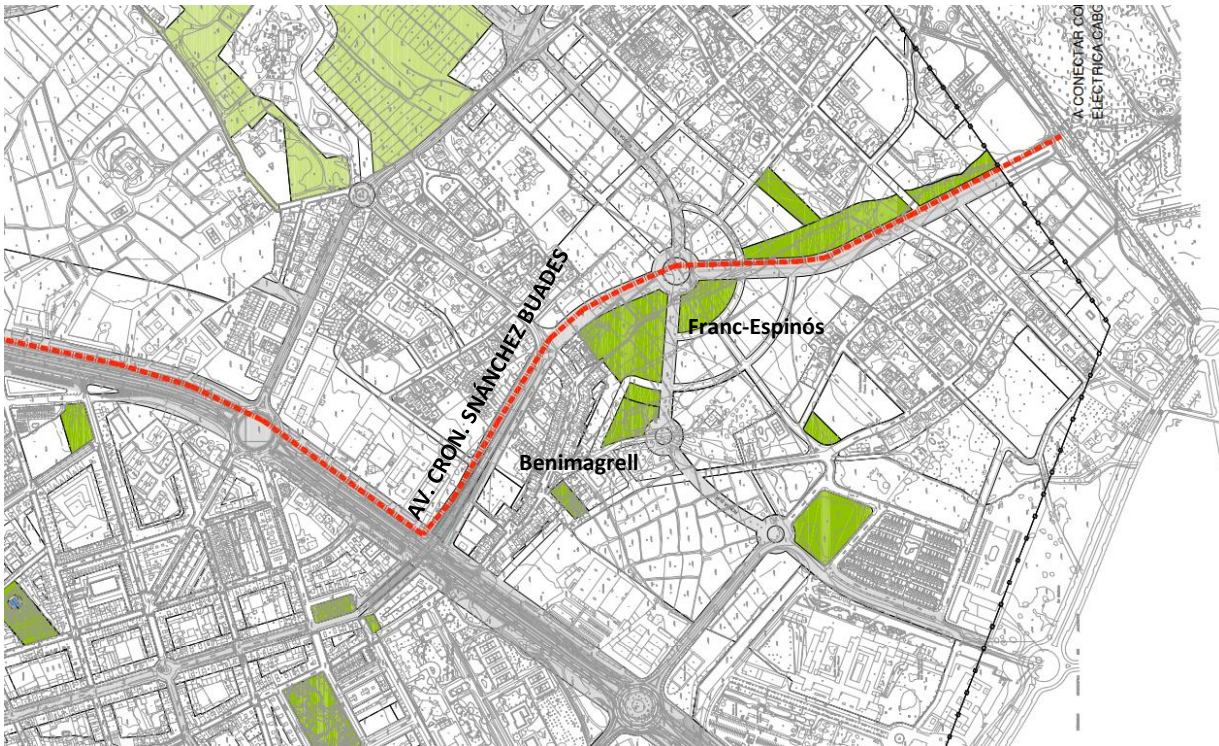 A CONECTAR CO
ELÉCTRICA CABO
AV. CRON. SNÁNCHEZ BUADES
Franc-Espinós
Benimagrell